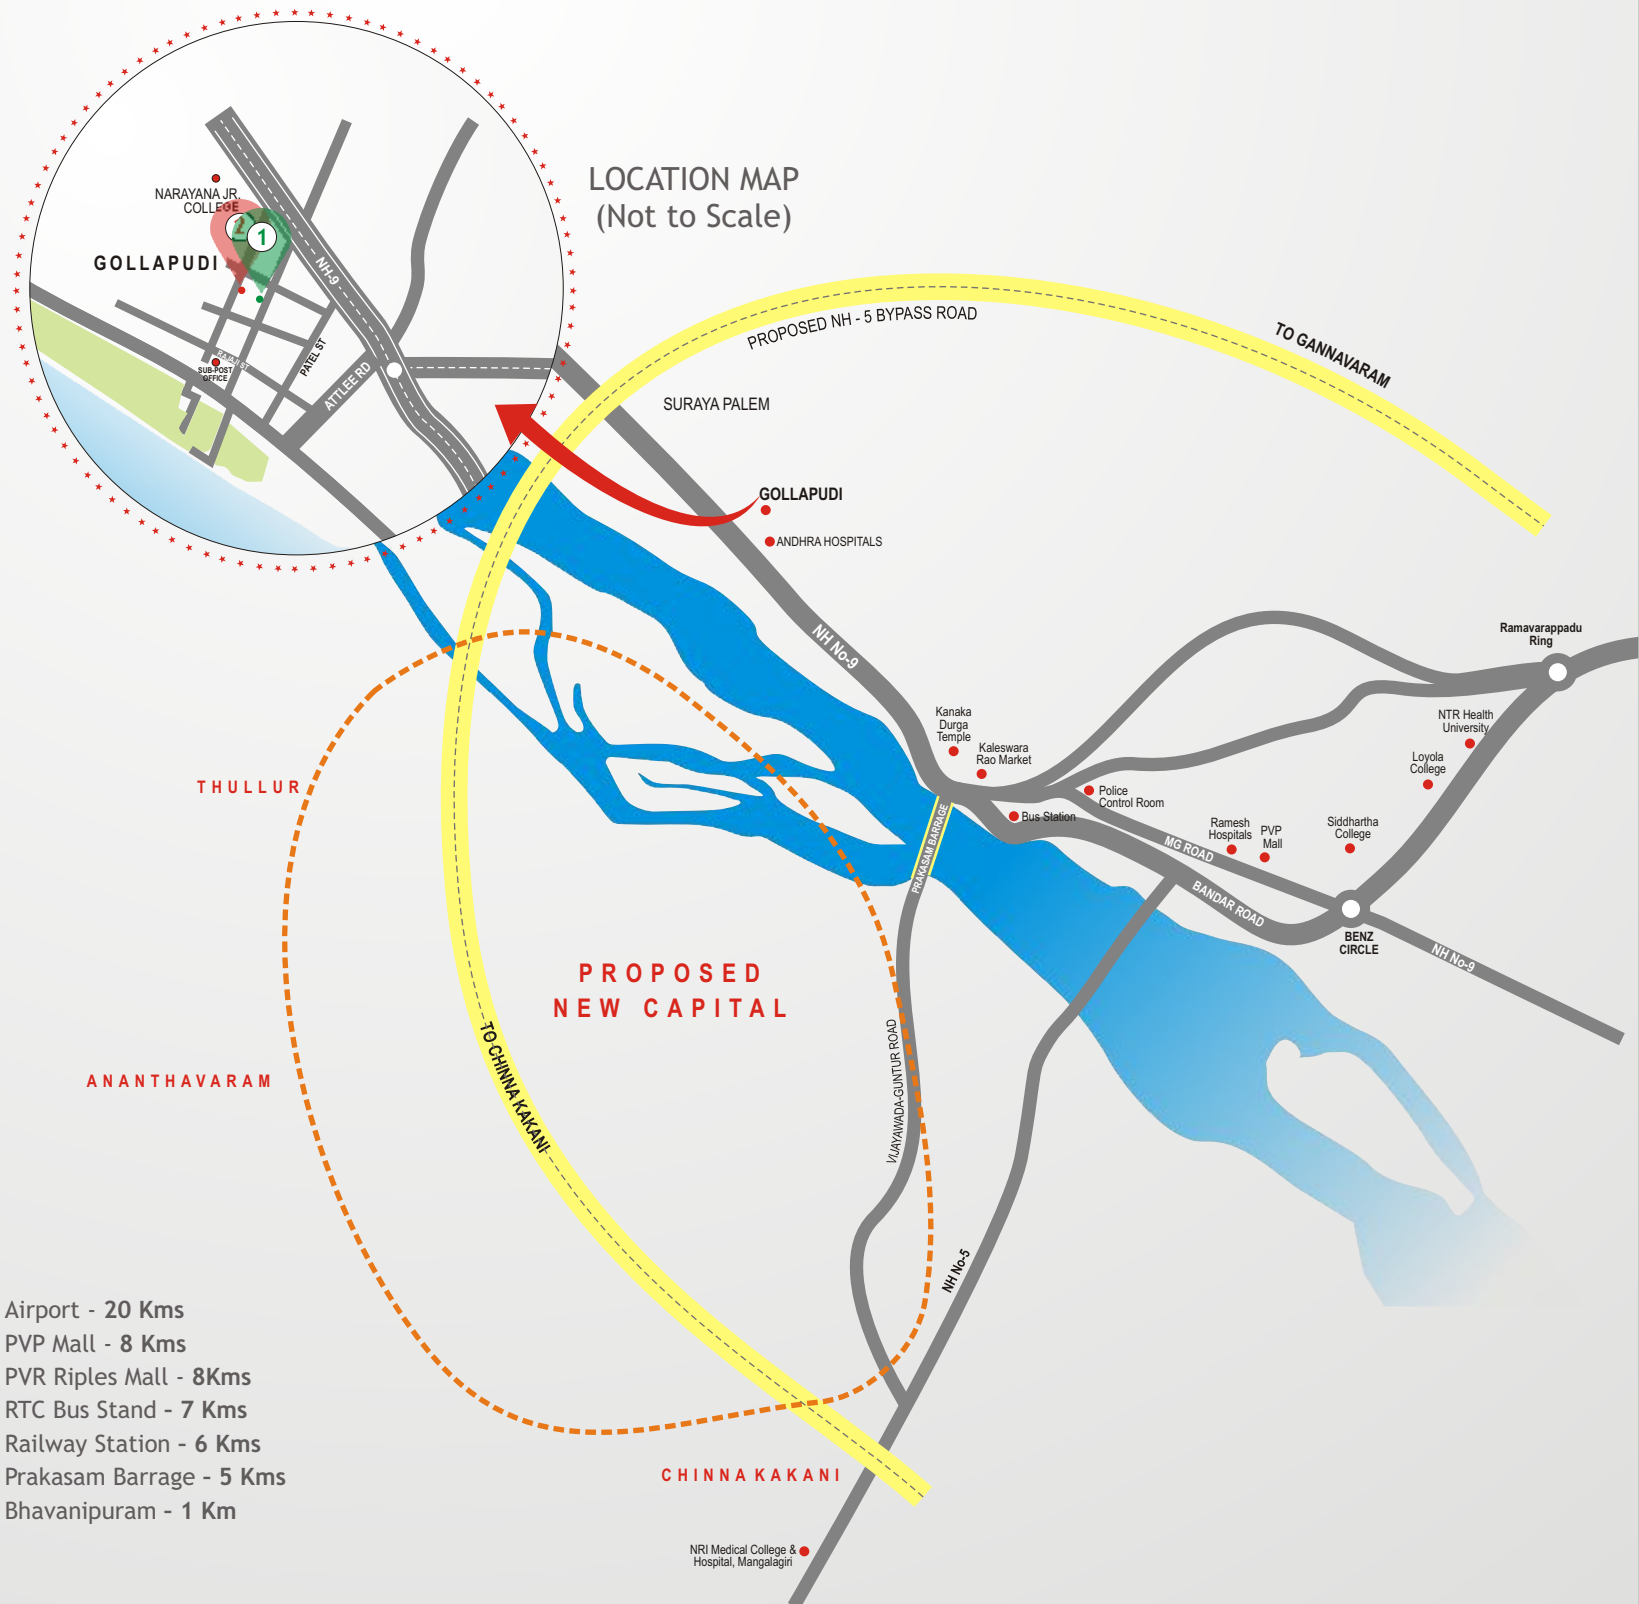 LOCATION MAP
(Not to Scale)
NARAYANA JR.
COLLEGE
1
1
GOLLAPUDI
NH-9
RAJAJI ST
SUB-POST
OFFICE
PATEL ST
ATTLEE RD
PROPOSED NH - 5 BYPASS ROAD
TO GANNAVARAM
SURAYA PALEM
GOLLAPUDI
ANDHRA HOSPITALS
NH No-9
Ramavarappadu
Ring
Kanaka
Durga
Temple
Kaleswara
Rao Market
NTR Health
University
Loyola
College
Police
Control Room
Bus Station
Ramesh
Hospitals
PVP
Mall
Siddhartha
College
PRAKASAM BARRAGE
MG ROAD
BANDAR ROAD
BENZ
CIRCLE
NH No-9
THULLUR
PROPOSED
NEW CAPITAL
TO CHINNA KAKANI
VIJAYAWADA-GUNTUR ROAD
ANANTHAVARAM
NH No-5
Airport - 20 Kms
PVP Mall - 8 Kms
PVR Riples Mall - 8Kms
RTC Bus Stand - 7 Kms
Railway Station - 6 Kms
Prakasam Barrage - 5 Kms
Bhavanipuram - 1 Km
CHINNA KAKANI
NRI Medical College &
Hospital, Mangalagiri